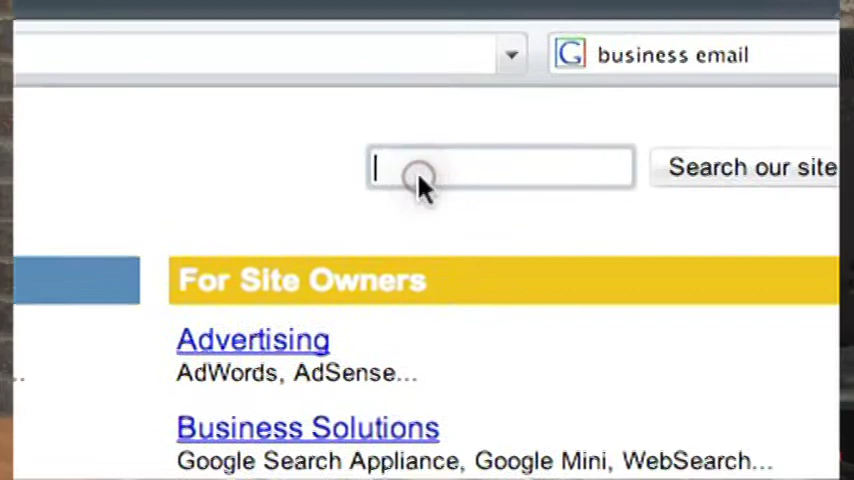 G business email
Search our site
For Site Owners
Advertising
AdWords, AdSense...
..
Business Solutions
Google Search Appliance, Google Mini, WebSearch...